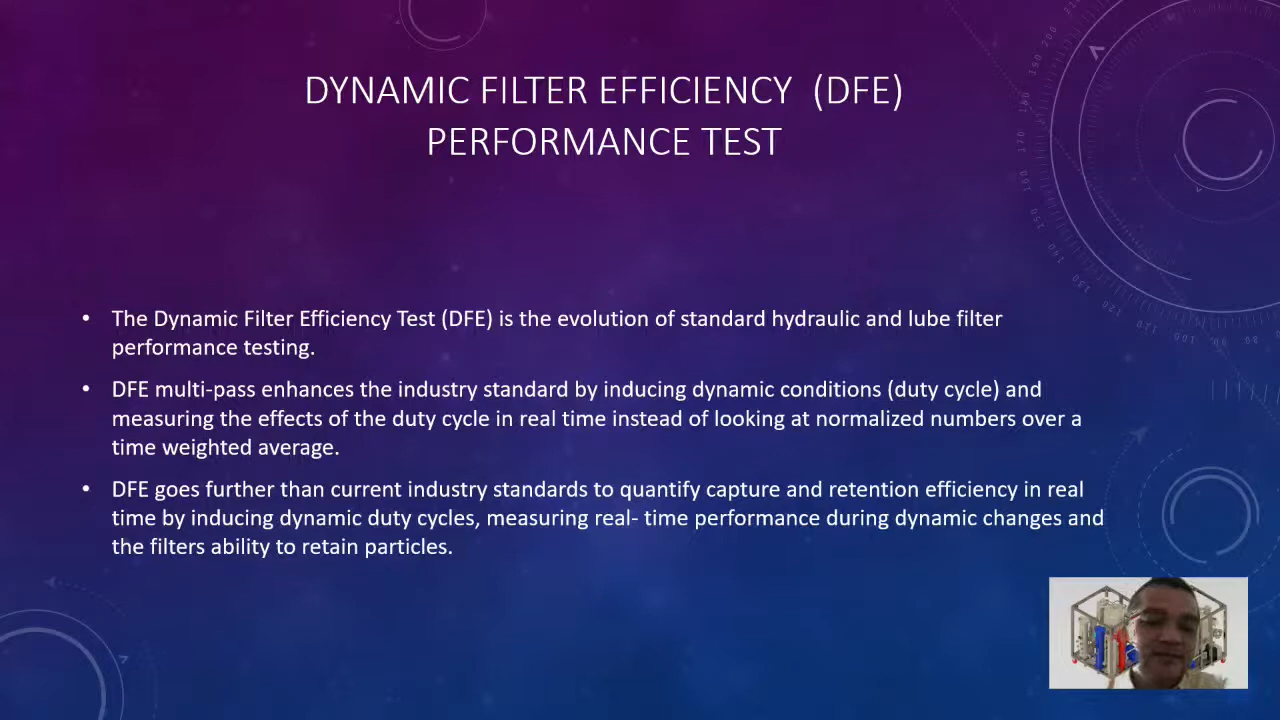 DYNAMIC FILTER EFFICIENCY (DFE)
PERFORMANCE TEST
• The Dynamic Filter Efficiency Test (DFE) is the evolution of standard hydraulic and lube filter
performance testing.
• DFE multi-pass enhances the industry standard by inducing dynamic conditions (duty cycle) and
measuring the effects of the duty cycle in real time instead of looking at normalized numbers over a
time weighted average.
• DFE goes further than current industry standards to quantify capture and retention efficiency in real
time by inducing dynamic duty cycles, measuring real- time performance during dynamic changes and
the filters ability to retain particles.